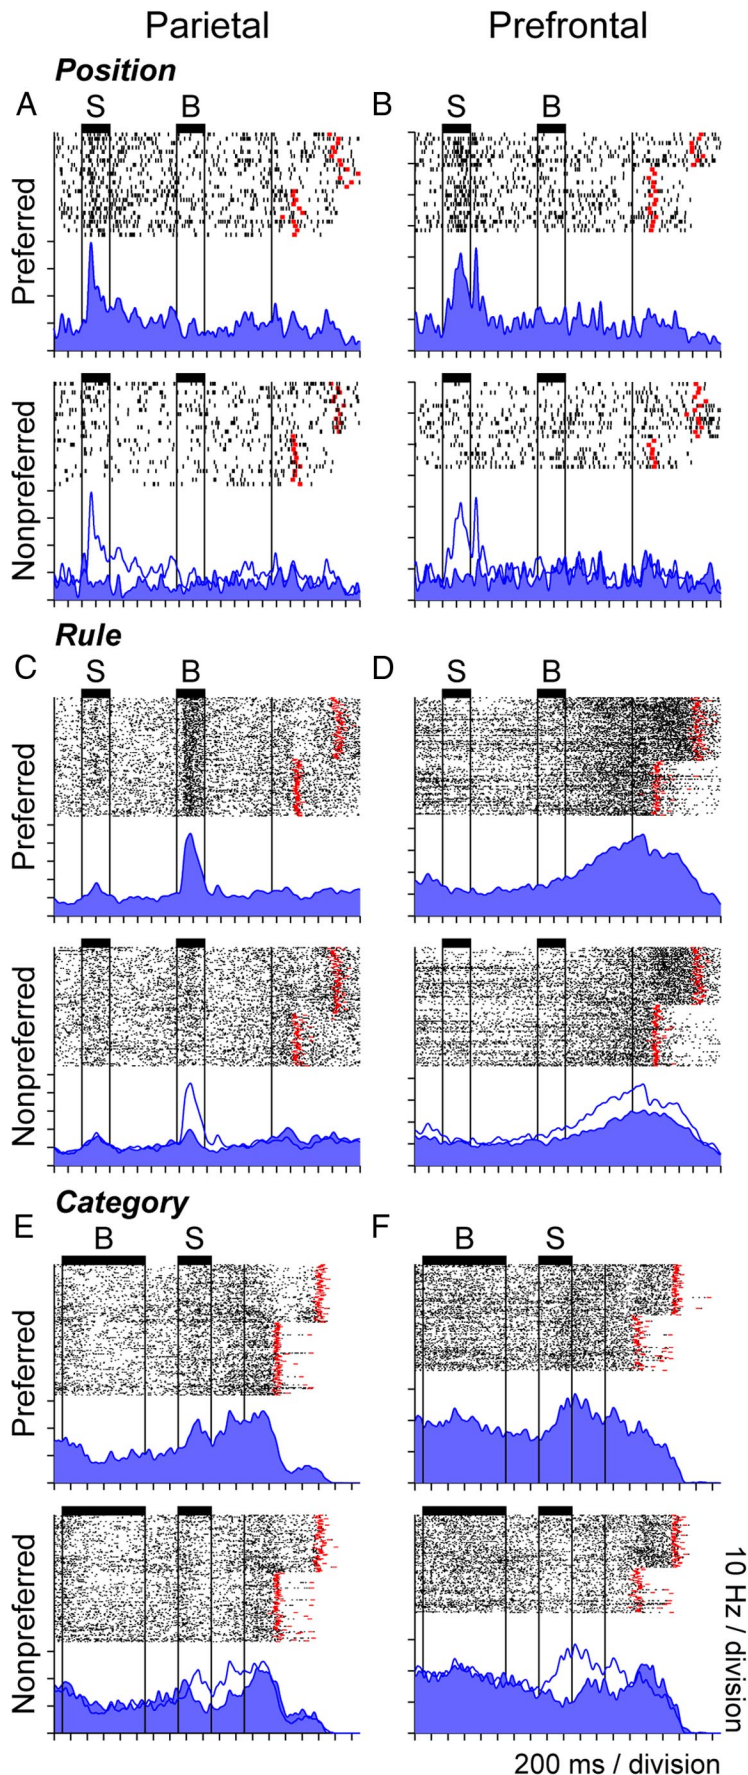 Parietal Prefrontal
Position
A B
S B S B
Preferred
Nonpreferred
Rule
C D
S B S B
Preferred
Nonpreferred
Category
E F
B S B S
Preferred
Nonpreferred
10 Hz / division
200 ms / division